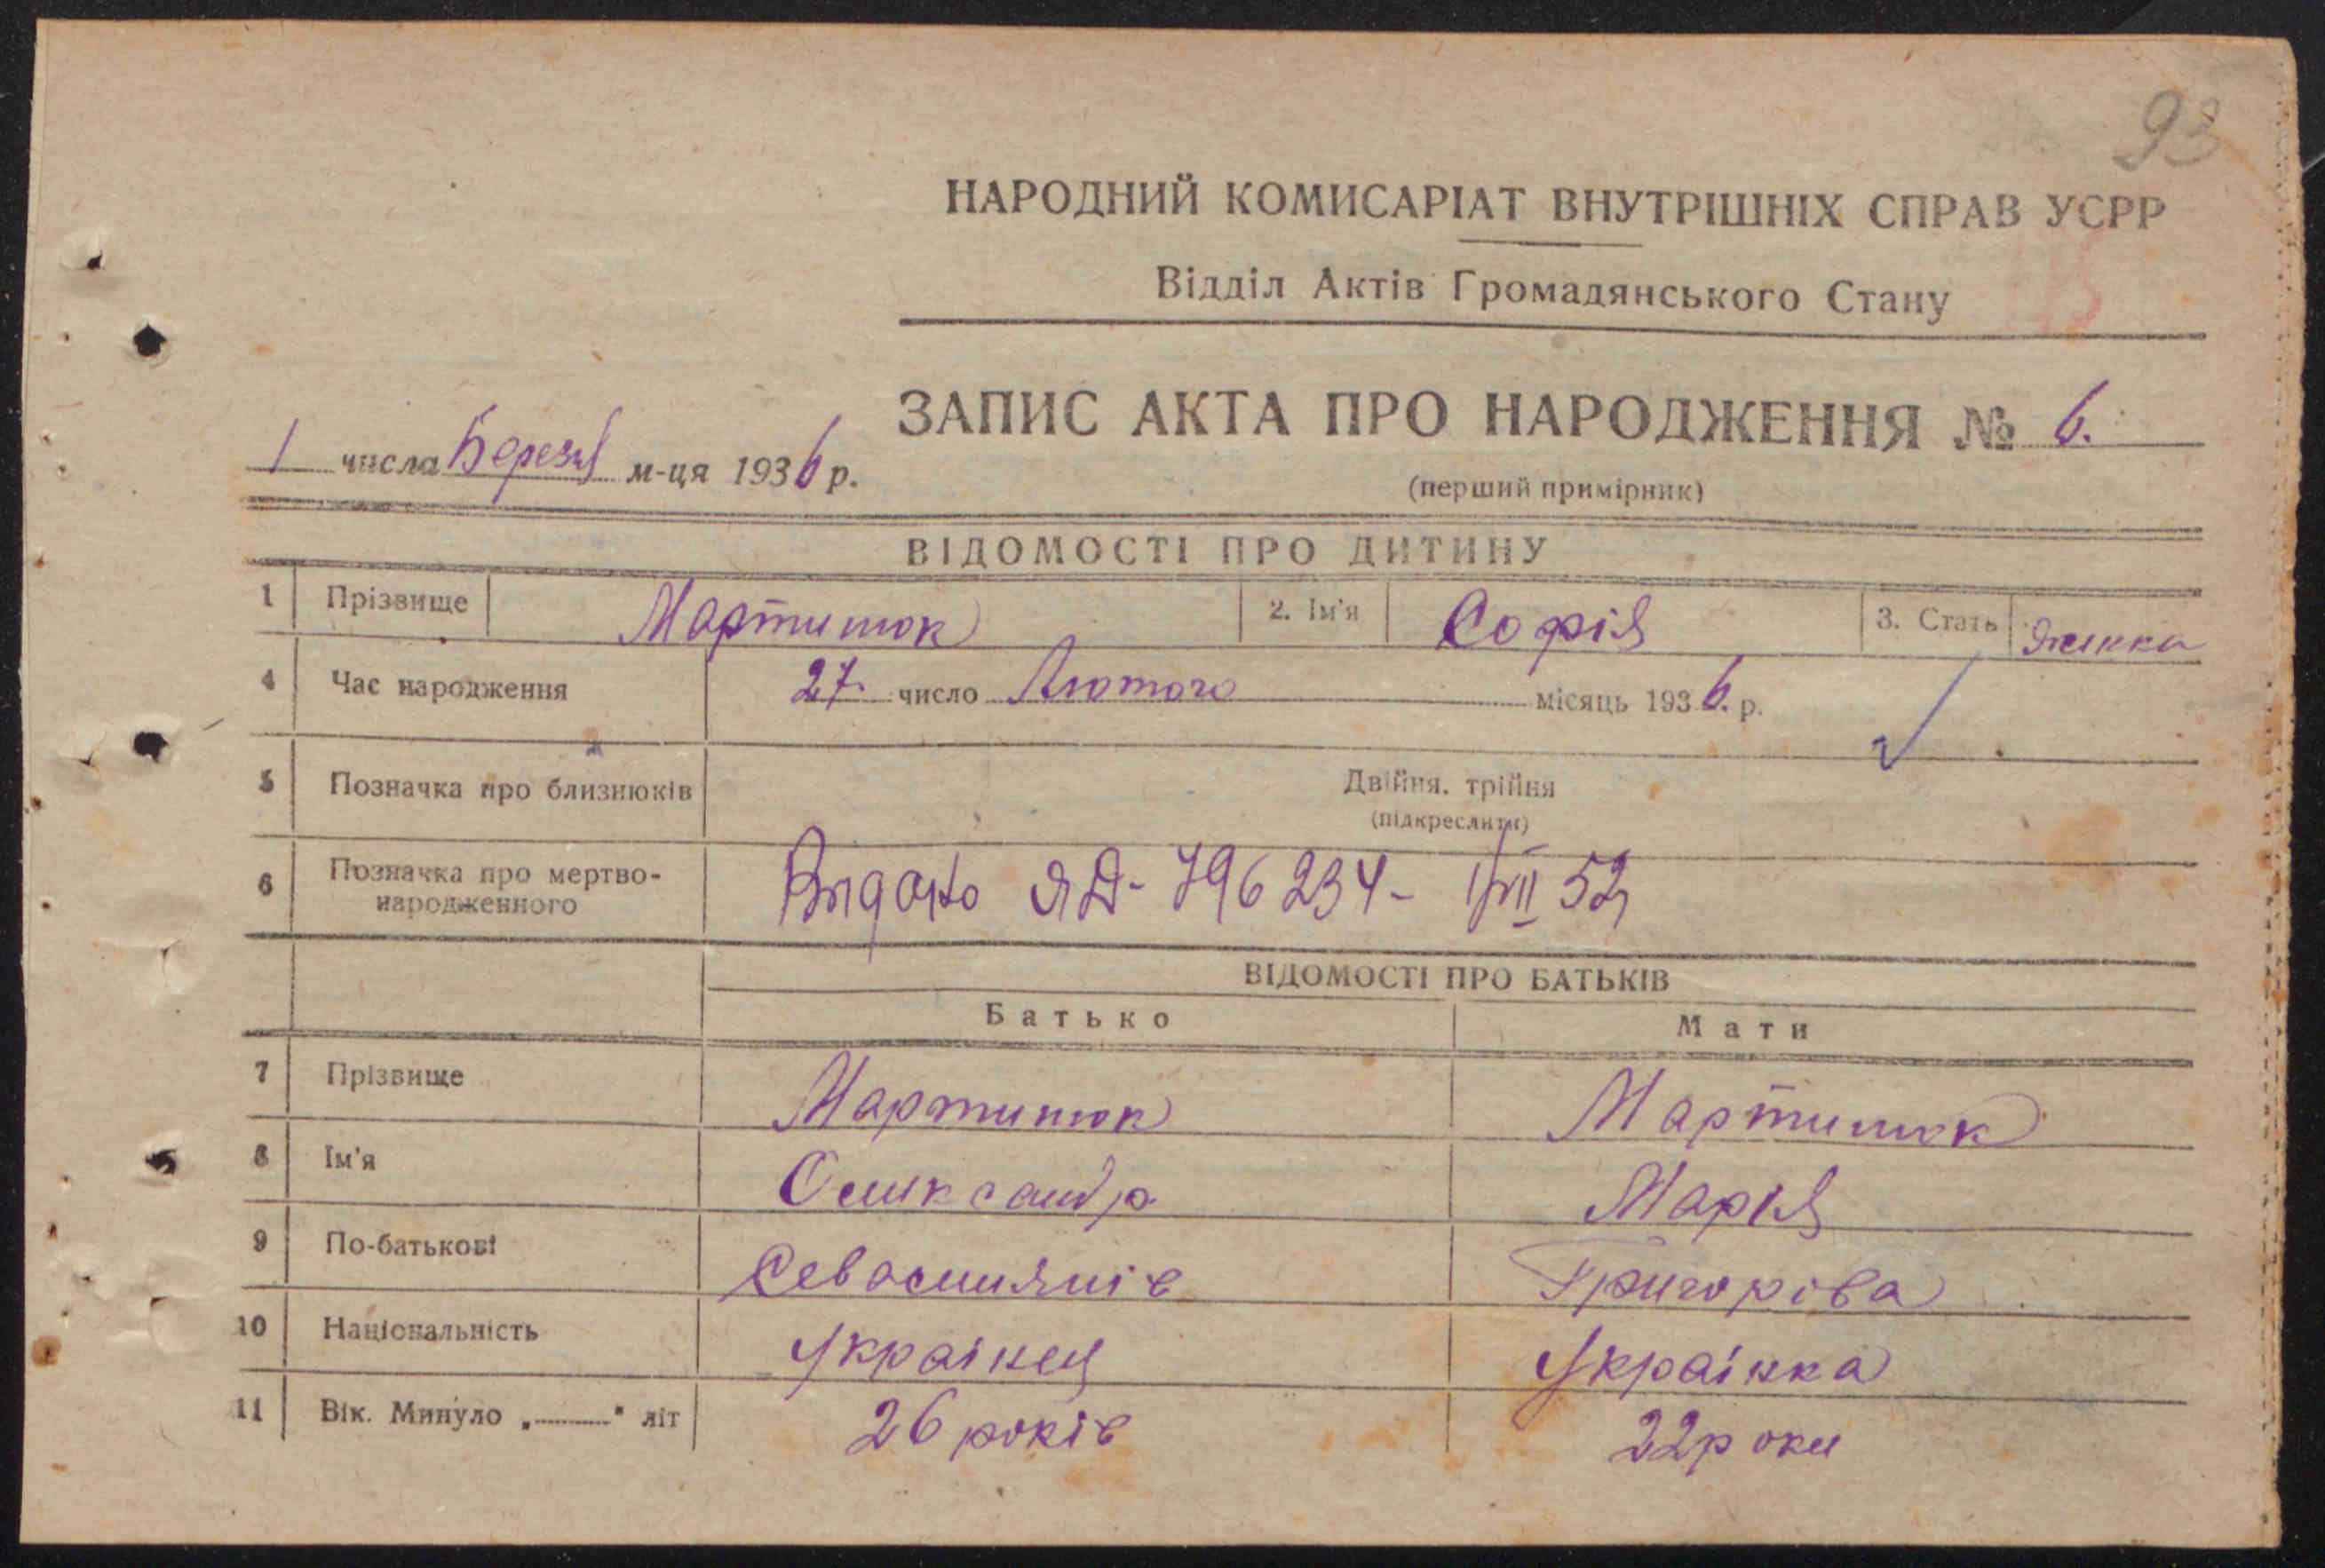 93
НАРОДНИЙ КОМИСАРІАТ ВНУТРІШНІХ СПРАВ УСРР
Відділ Актів Громадянського Стану
ЗАПИС АКТА ПРО НАРОДЖЕННЯ № 6.
1 числа Березня м-ця 1936 р.
(перший примірник)
ВІДОМОСТІ ПРО ДИТИНУ
1 Прізвище Мартинюк 2. Ім'я Софія 3. Стать Жінка
4 Час народження 27. число Лютого місяць 1936. р.
5 Позначка про близнюків Двійня, трійня
(підкреслити)
6 Позначка про мертво-
народженного
ЯД-796234- 52
ВІДОМОСТІ ПРО БАТЬКІВ
Батько Мати
7 Прізвище Мартинюк Мартинюк
8 Ім'я Олександр Марія
9 По-батькові Севастянів Григоріва
10 Національність Українец Українка
11 Вік. Минуло „——" літ 26 років 22 роки